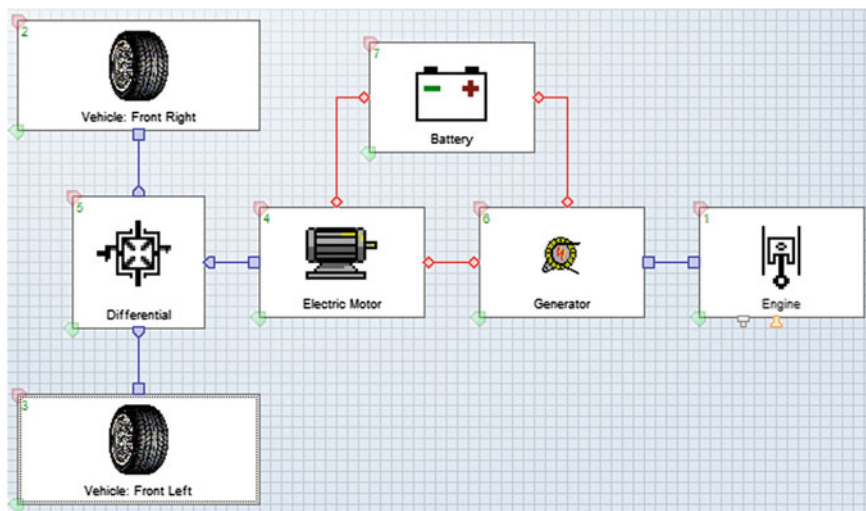 2
Vehicle: Front Right
7
Battery
5
Differential
4
Electric Motor
6
Generator
1
Engine
3
Vehicle: Front Left